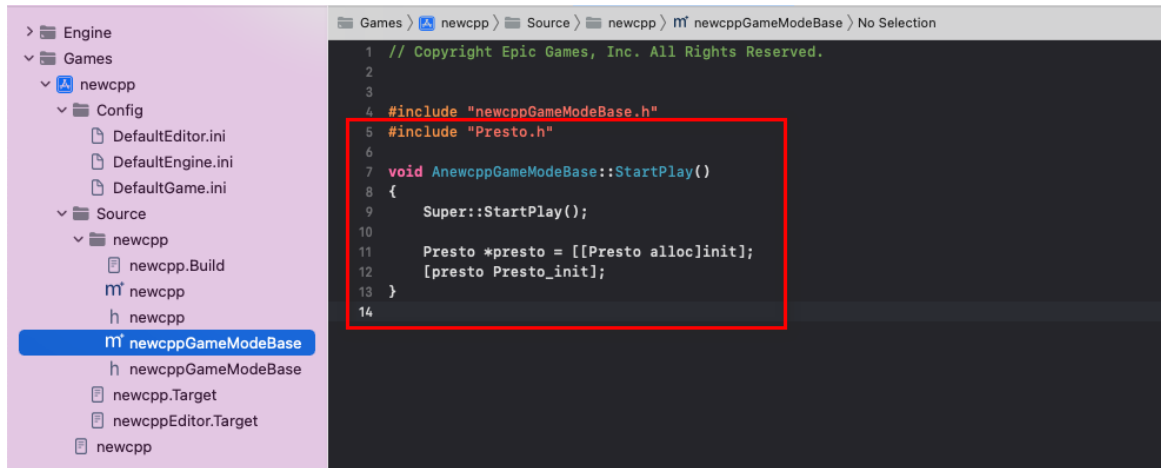 Engine
Games
newcpp
Config
DefaultEditor.ini
DefaultEngine.ini
DefaultGame.ini
Source
newcpp
newcpp.Build
newcpp
newcpp
newcppGameModeBase
newcppGameModeBase
newcpp.Target
newcppEditor.Target
newcpp
Games 〉 newcpp 〉 Source 〉 newcpp 〉 newcppGameModeBase 〉 No Selection
1 // Copyright Epic Games, Inc. All Rights Reserved.
2
3
4 #include "newcppGameModeBase.h"
5 #include "Presto.h"
6
7 void AnewcppGameModeBase::StartPlay()
8 {
9 Super::StartPlay();
10
11 Presto *presto = [[Presto alloc]init];
12 [presto Presto_init];
13 }
14